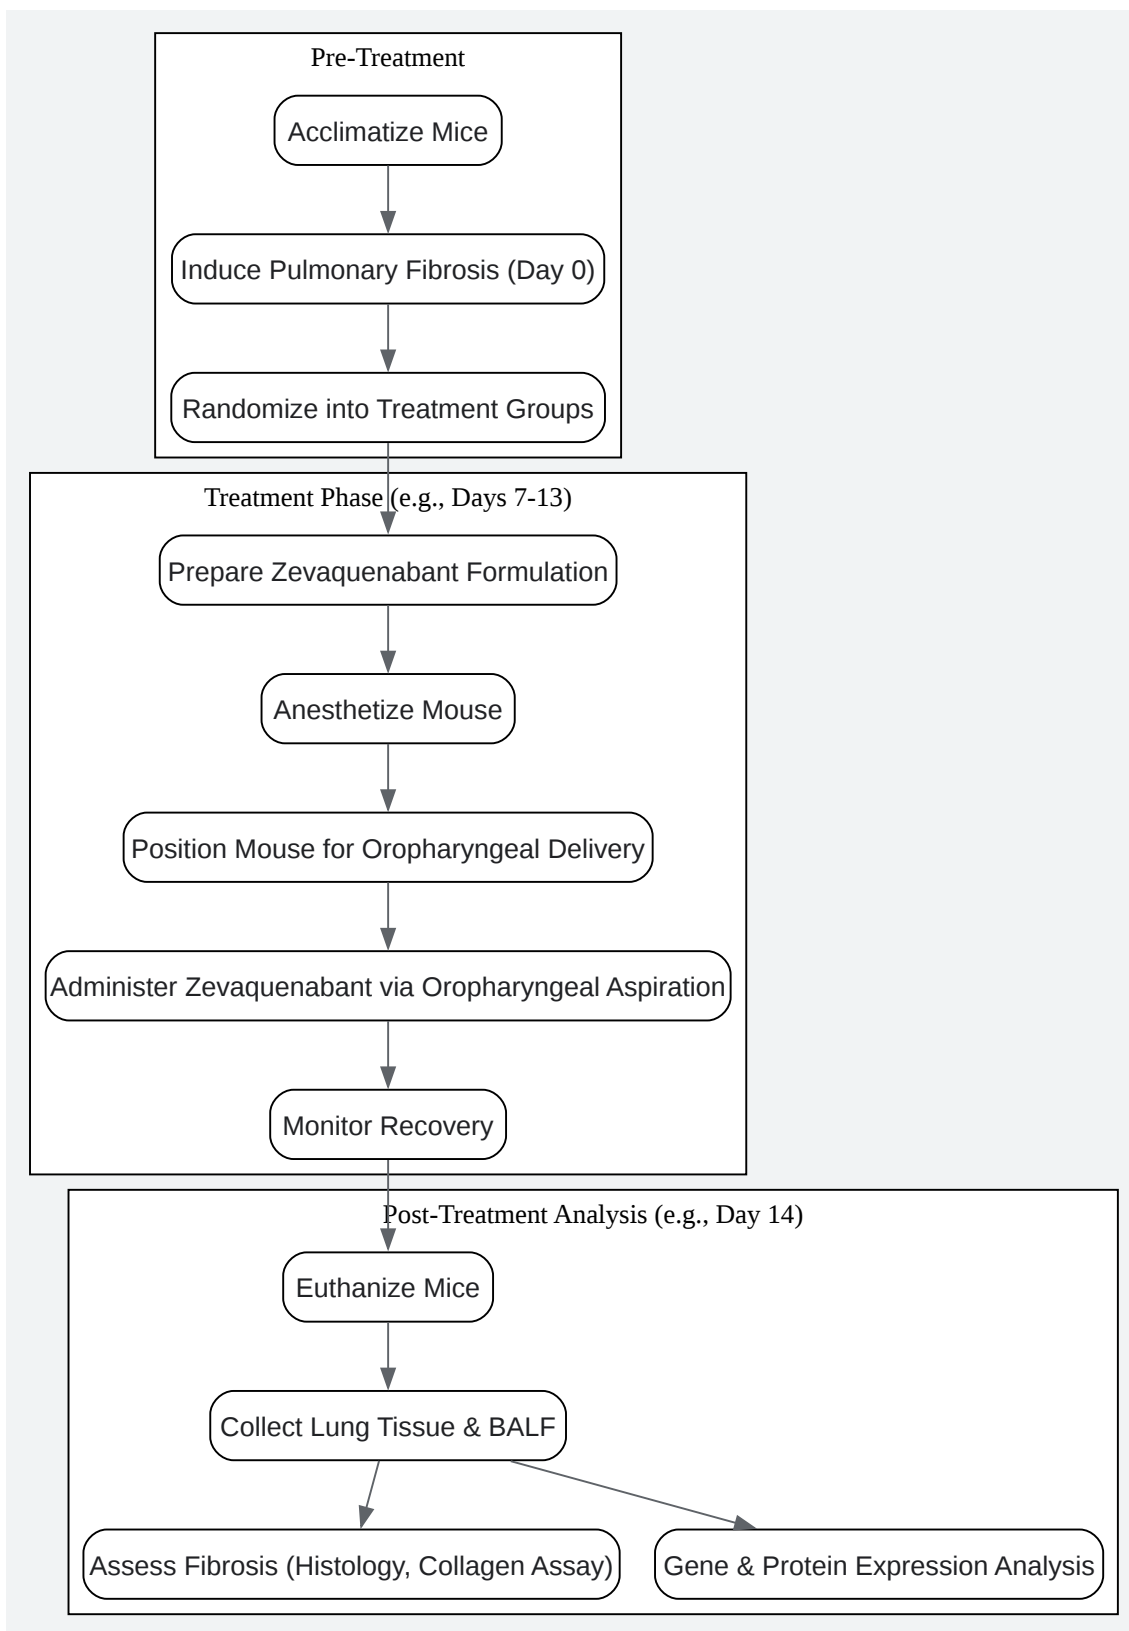 Pre-Treatment
Acclimatize Mice
Induce Pulmonary Fibrosis (Day 0)
Randomize into Treatment Groups
Treatment Phase (e.g., Days 7-13)
Prepare Zevaquenabant Formulation
Anesthetize Mouse
Position Mouse for Oropharyngeal Delivery
Administer Zevaquenabant via Oropharyngeal Aspiration
Monitor Recovery
Post-Treatment Analysis (e.g., Day 14)
Euthanize Mice
Collect Lung Tissue & BALF
Assess Fibrosis (Histology, Collagen Assay)
Gene & Protein Expression Analysis